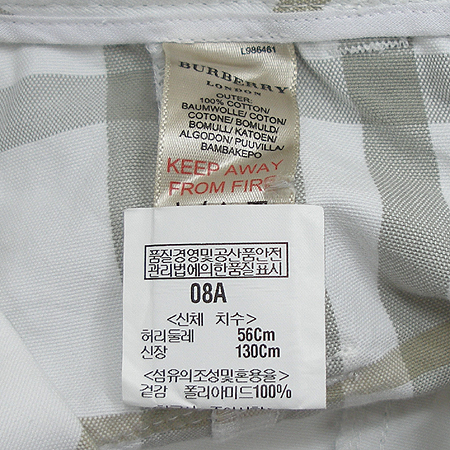 L986461
BURBERRY
LONDON
OUTER:
100% COTTON/
BAUMWOLLE/COTON/
COTONE/BOMULD/
BOMULL/KATOEN/
ALGODON/PUUVILLA/
BAMBAKEPO
KEEP AWAY
FROM FIRE
품질경영및공산품안전
관리법에의한품질표시
08A
<신체 치수>
허리둘레 56Cm
신장 130Cm
<섬유의조성및혼용율>
겉감 폴리아미드100%